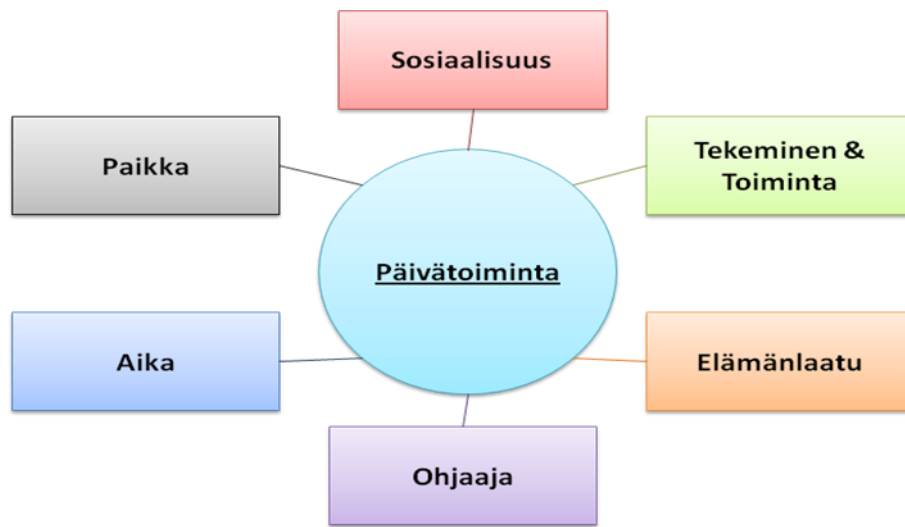 Sosiaalisuus
Paikka
Tekeminen &
Toiminta
Päivätoiminta
Aika
Elämänlaatu
Ohjaaja